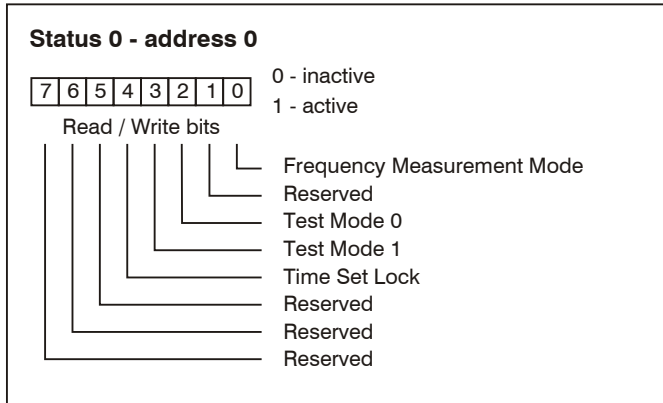 Status 0 - address 0
7 6 5 4 3 2 1 0
0 - inactive
1 - active
Read / Write bits
Frequency Measurement Mode
Reserved
Test Mode 0
Test Mode 1
Time Set Lock
Reserved
Reserved
Reserved